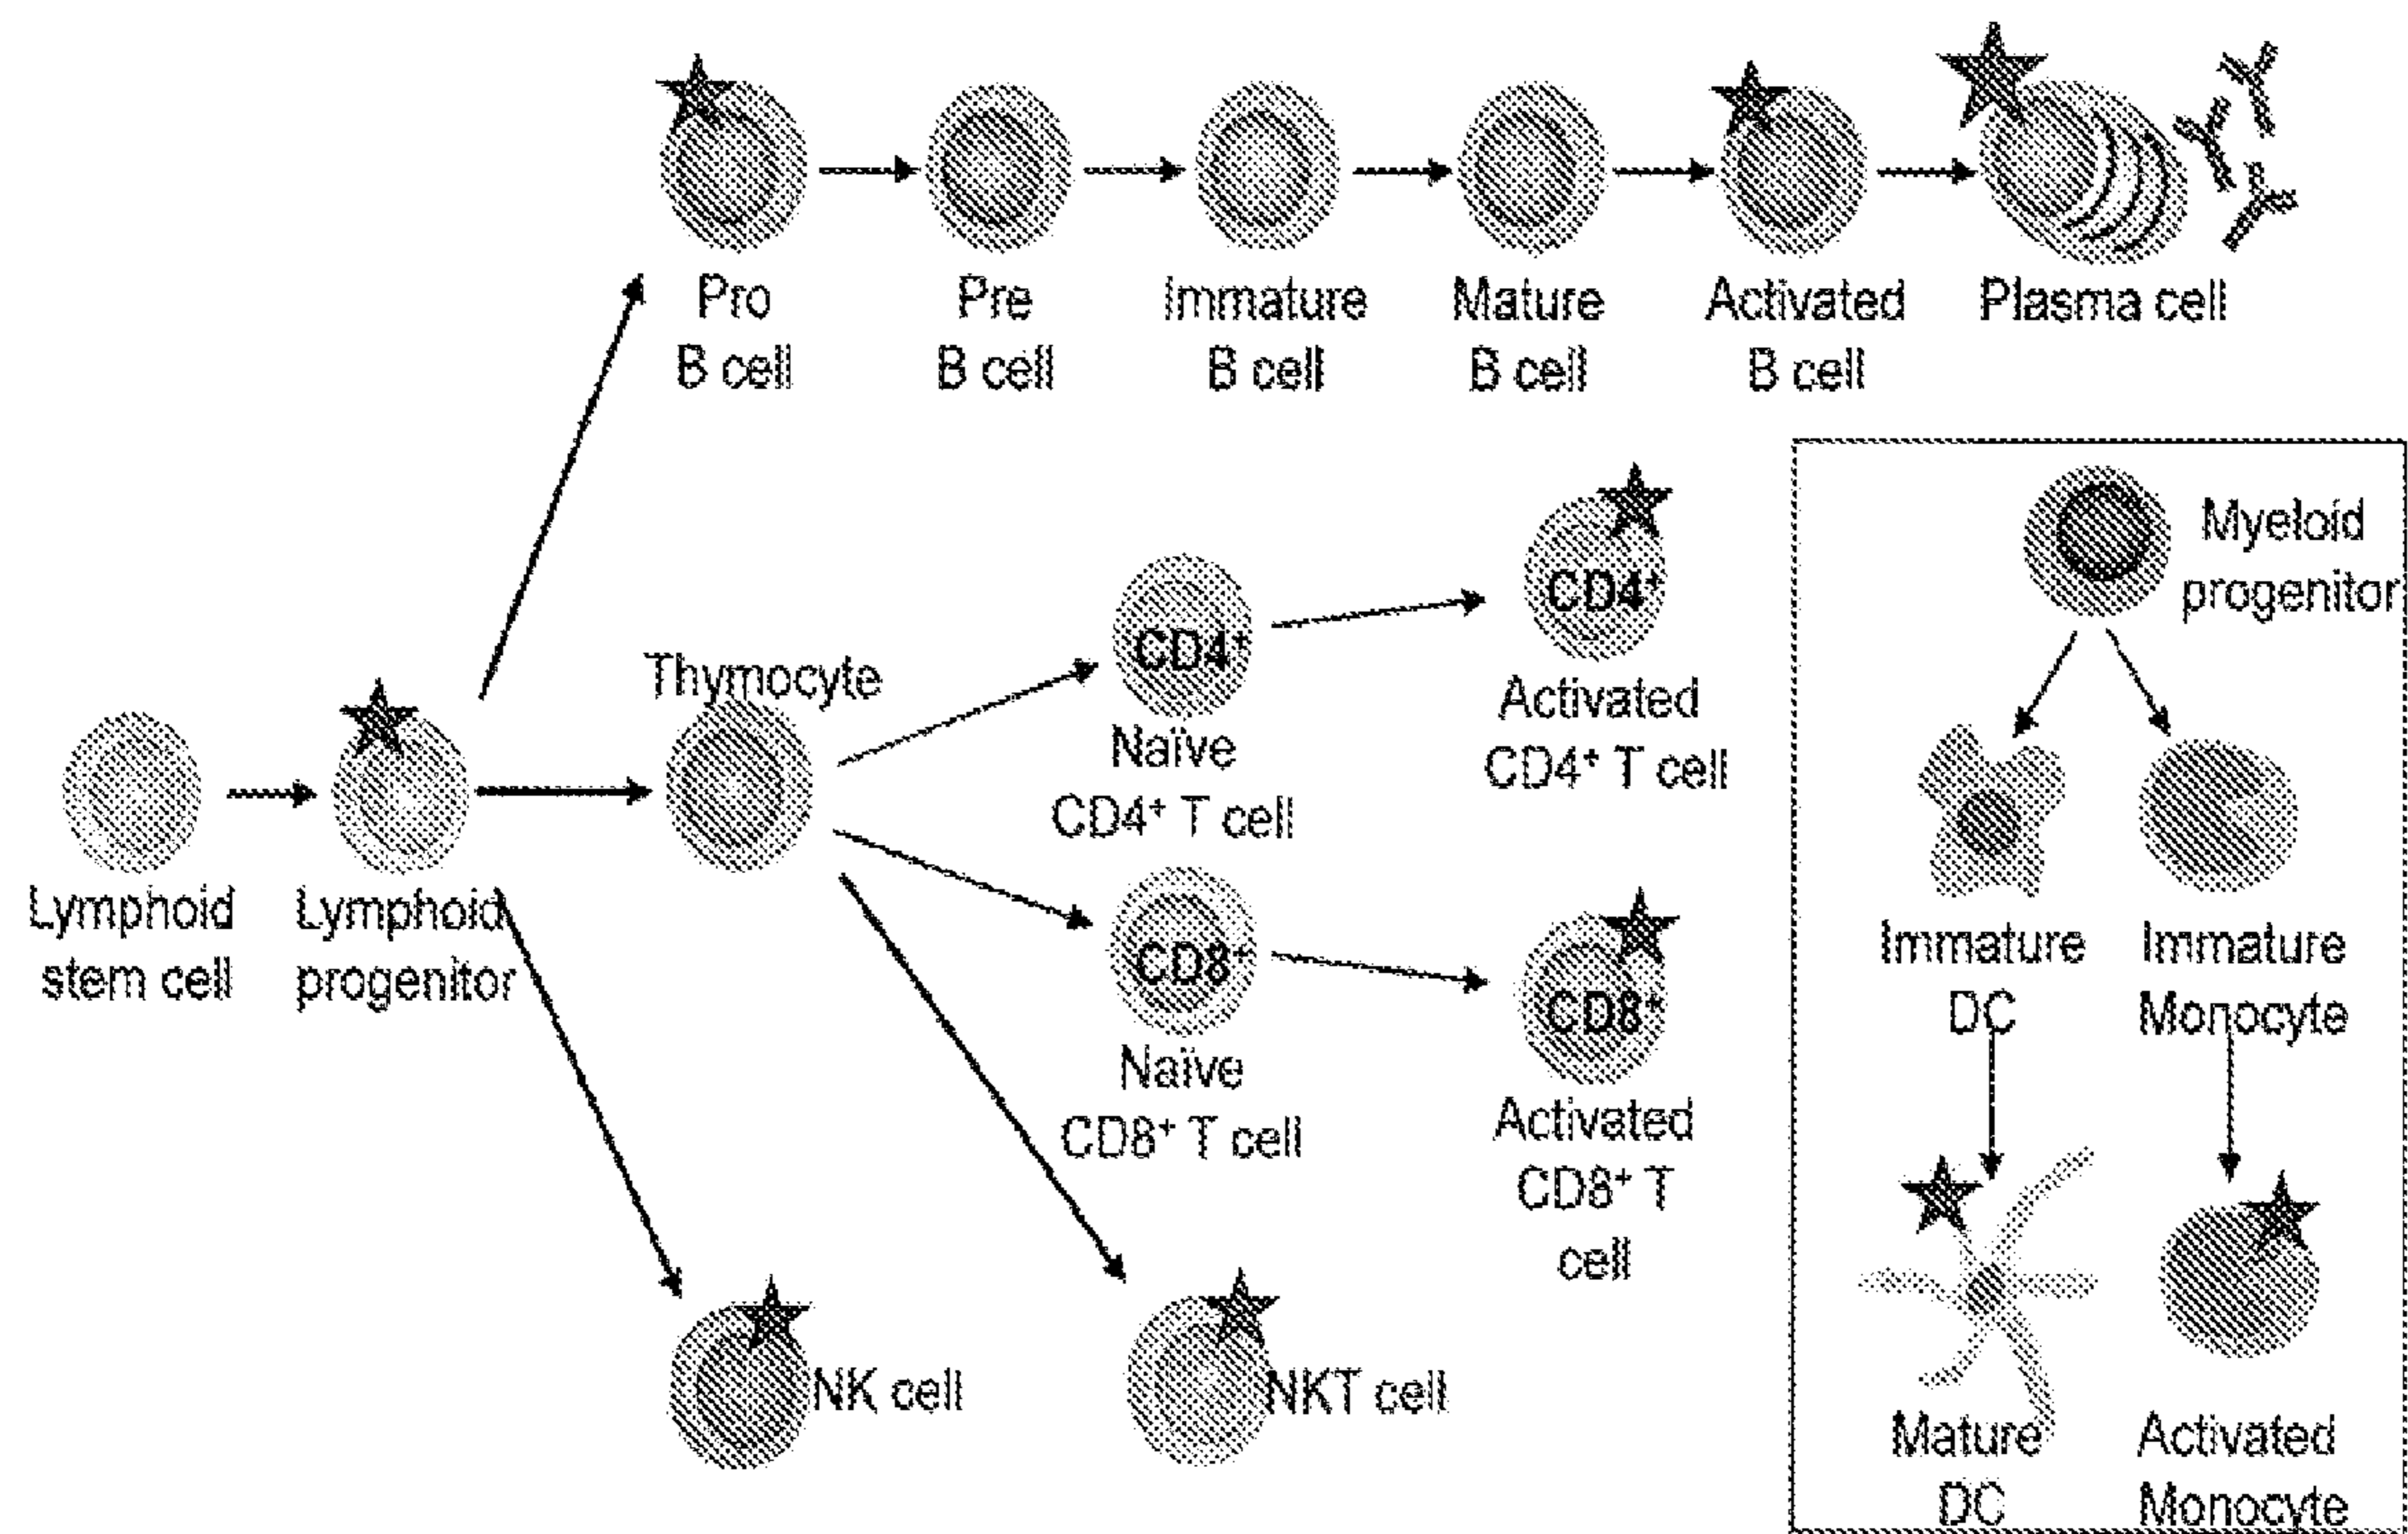 Pro
B cell
Pre
B cell
Immature
B cell
Mature
B cell
Activated
B cell
Plasma cell
Lymphoid
stem cell
Lymphoid
progenitor
Thymocyte
CD4⁺
Naïve
CD4⁺ T cell
CD4⁺
Activated
CD4⁺ T cell
CD8⁺
Naïve
CD8⁺ T cell
CD8⁺
Activated
CD8⁺ T
cell
NK cell
NKT cell
Myeloid
progenitor
Immature
DC
Immature
Monocyte
Mature
DC
Activated
Monocyte